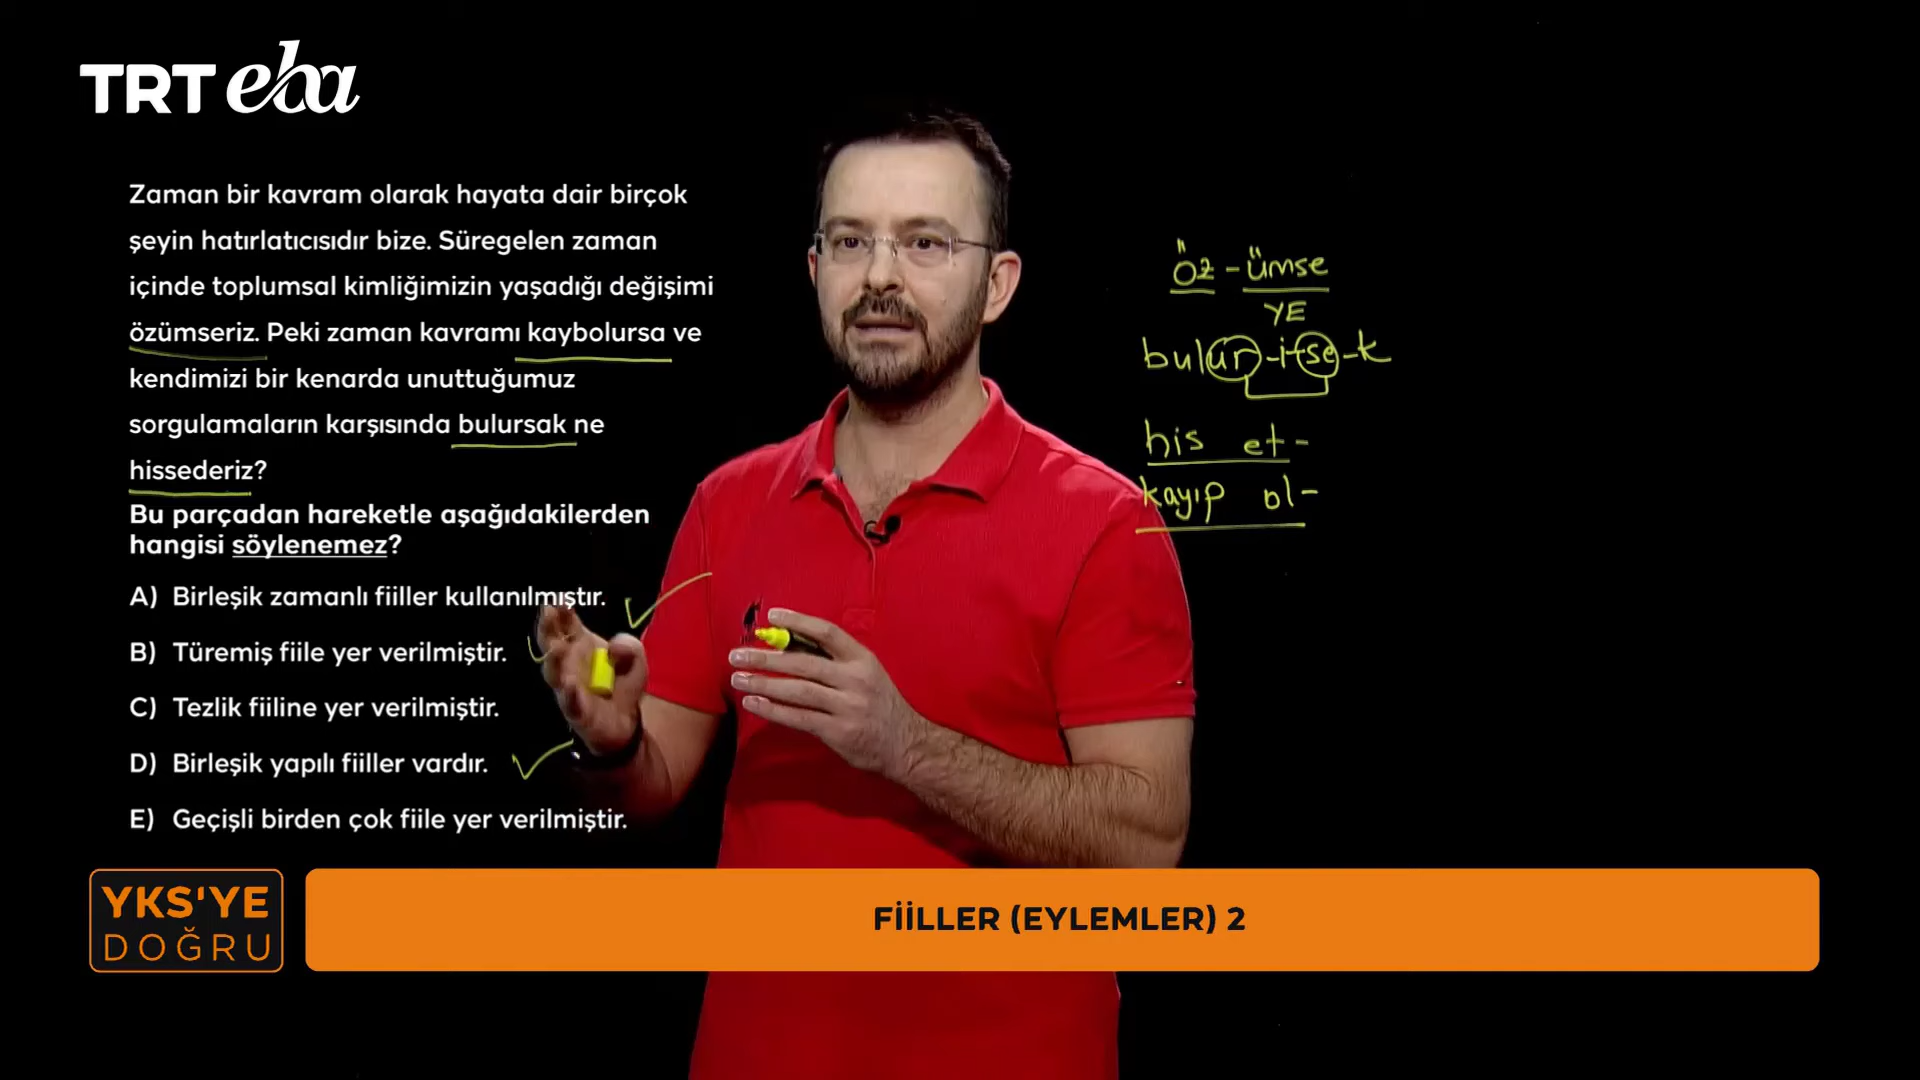 TRT eba
Zaman bir kavram olarak hayata dair birçok
şeyin hatırlatıcısıdır bize. Süregelen zaman
içinde toplumsal kimliğimizin yaşadığı değişimi
özümseriz. Peki zaman kavramı kaybolursa ve
kendimizi bir kenarda unuttuğumuz
sorgulamaların karşısında bulursak ne
hissederiz?
Bu parçadan hareketle aşağıdakilerden
hangisi söylenemez?
A) Birleşik zamanlı fiiller kullanılmıştır.
B) Türemiş fiile yer verilmiştir.
C) Tezlik fiiline yer verilmiştir.
D) Birleşik yapılı fiiller vardır.
E) Geçişli birden çok fiile yer verilmiştir.
öz - ümse
YE
bulur-ise-k
his et-
kayıp ol-
YKS'YE
DOĞRU
FİİLLER (EYLEMLER) 2